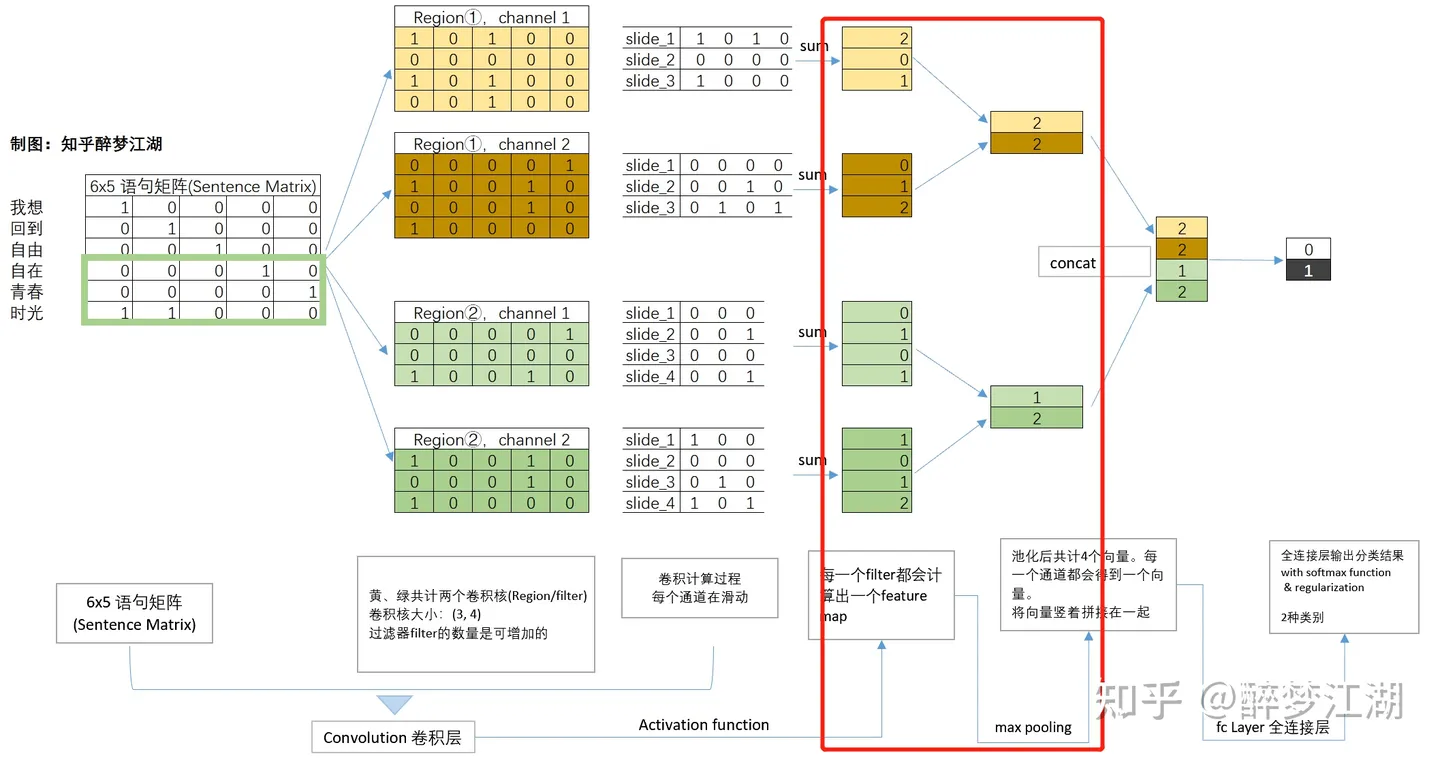 制图：知乎醉梦江湖
6x5 语句矩阵(Sentence Matrix)
我想 1 0 0 0 0
回到 0 1 0 0 0
自由 0 0 1 0 0
自在 0 0 0 1 0
青春 0 0 0 0 1
时光 1 1 0 0 0
Region①, channel 1
1 0 1 0 0
0 0 0 0 0
1 0 1 0 0
0 0 1 0 0
slide_1 1 0 1 0
slide_2 0 0 0 0
slide_3 1 0 0 0
sum
2
0
1
Region①, channel 2
0 0 0 0 1
1 0 0 1 0
0 0 0 1 0
1 0 0 0 0
slide_1 0 0 0 0
slide_2 0 0 1 0
slide_3 0 1 0 1
sum
0
1
2
2
2
Region②, channel 1
0 0 0 0 1
0 0 0 0 0
1 0 0 1 0
slide_1 0 0 0
slide_2 0 0 1
slide_3 0 0 0
slide_4 0 0 1
sum
0
1
0
1
Region②, channel 2
1 0 0 1 0
0 0 0 1 0
1 0 0 0 0
slide_1 1 0 0
slide_2 0 0 0
slide_3 0 1 0
slide_4 1 0 1
sum
1
0
1
2
1
2
concat
2
2
1
2
0
1
6x5 语句矩阵
(Sentence Matrix)
黄、绿共计两个卷积核(Region/filter)
卷积核大小：(3, 4)
过滤器filter的数量是可增加的
卷积计算过程
每个通道在滑动
每一个filter都会计
算出一个feature
map
池化后共计4个向量。每
一个通道都会得到一个向
量。
将向量竖着拼接在一起
全连接层输出分类结果
with softmax function
& regularization
2种类别
Convolution 卷积层
Activation function
max pooling
fc Layer 全连接层
知乎 @醉梦江湖